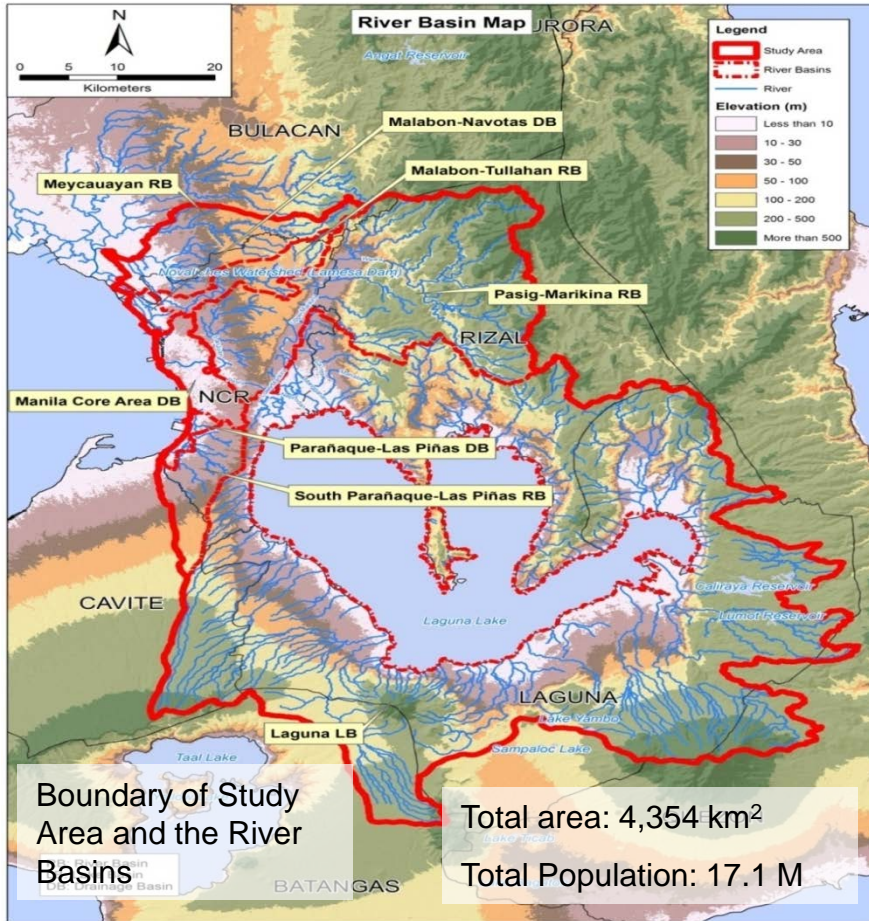 River Basin Map
N
0 5 10 20
Kilometers
Legend
Study Area
River Basins
River
Elevation (m)
Less than 10
10 - 30
30 - 50
50 - 100
100 - 200
200 - 500
More than 500
Angat Reservoir
BULACAN
Malabon-Navotas DB
Malabon-Tullahan RB
Meycauayan RB
Pasig-Marikina RB
RIZAL
Manila Core Area DB
NCR
Parañaque-Las Piñas DB
South Parañaque-Las Piñas RB
CAVITE
Caliraya Reservoir
Lumot Reservoir
Laguna Lake
LAGUNA
Lake Yambo
Laguna LB
Sampaloc Lake
Taal Lake
Boundary of Study
Area and the River
Basins
DB: Drainage Basin
BATANGAS
Total area: 4,354 km²
Total Population: 17.1 M